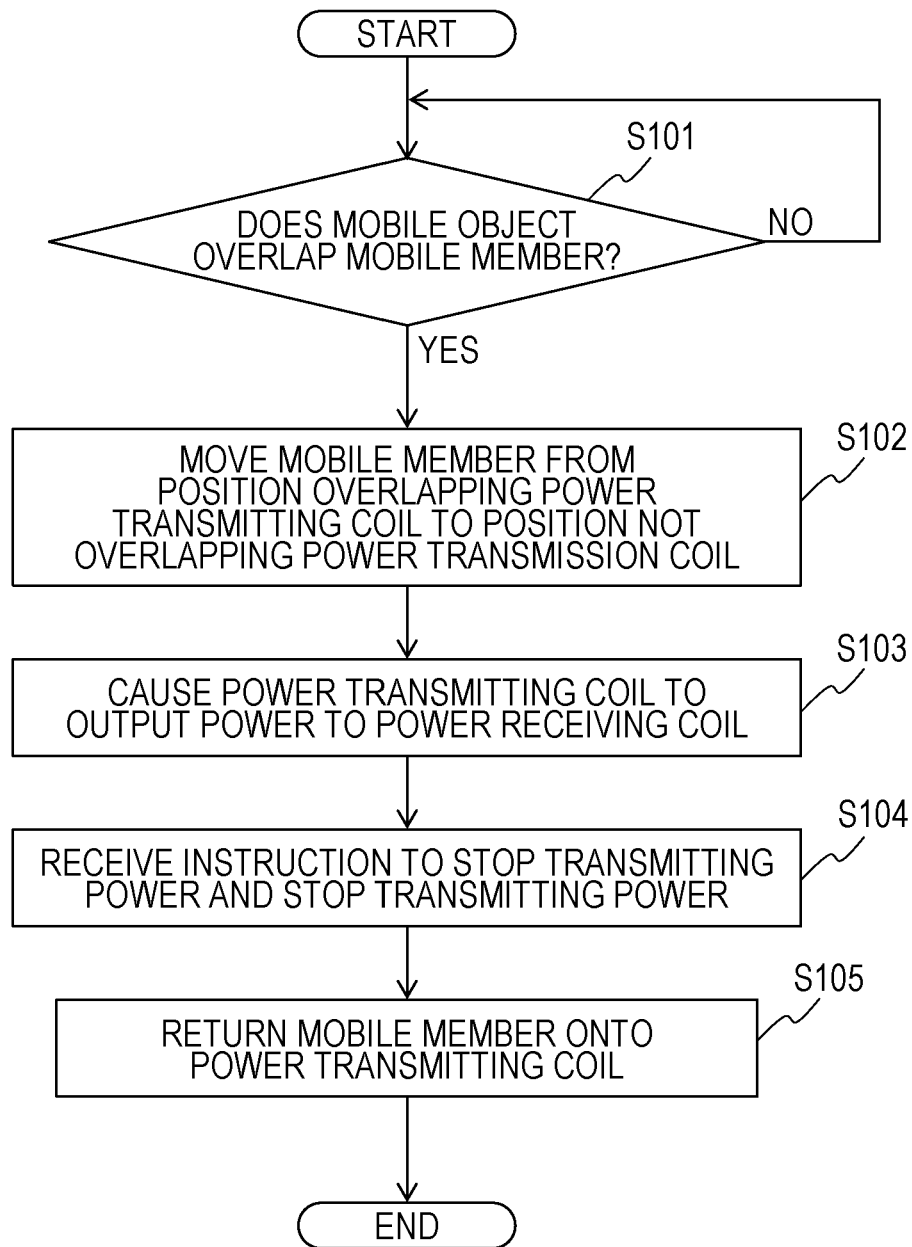 START
S101
DOES MOBILE OBJECT
OVERLAP MOBILE MEMBER?
NO
YES
S102
MOVE MOBILE MEMBER FROM
POSITION OVERLAPPING POWER
TRANSMITTING COIL TO POSITION NOT
OVERLAPPING POWER TRANSMISSION COIL
S103
CAUSE POWER TRANSMITTING COIL TO
OUTPUT POWER TO POWER RECEIVING COIL
S104
RECEIVE INSTRUCTION TO STOP TRANSMITTING
POWER AND STOP TRANSMITTING POWER
S105
RETURN MOBILE MEMBER ONTO
POWER TRANSMITTING COIL
END